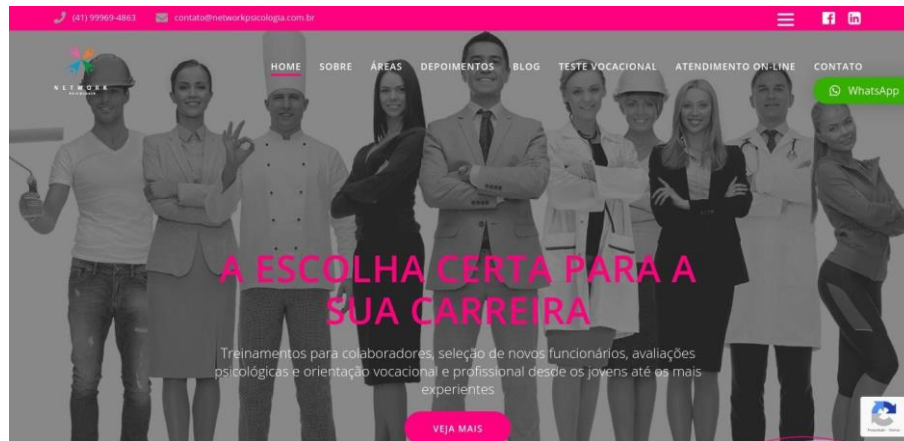 (41) 99969-4863 contato@networkpsicologia.com.br
NETWORK
HOME SOBRE ÁREAS DEPOIMENTOS BLOG TESTE VOCACIONAL ATENDIMENTO ON-LINE CONTATO
WhatsApp
A ESCOLHA CERTA PARA A
SUA CARREIRA
Treinamentos para colaboradores, seleção de novos funcionários, avaliações
psicológicas e orientação vocacional e profissional desde os jovens até os mais
experientes
VEJA MAIS